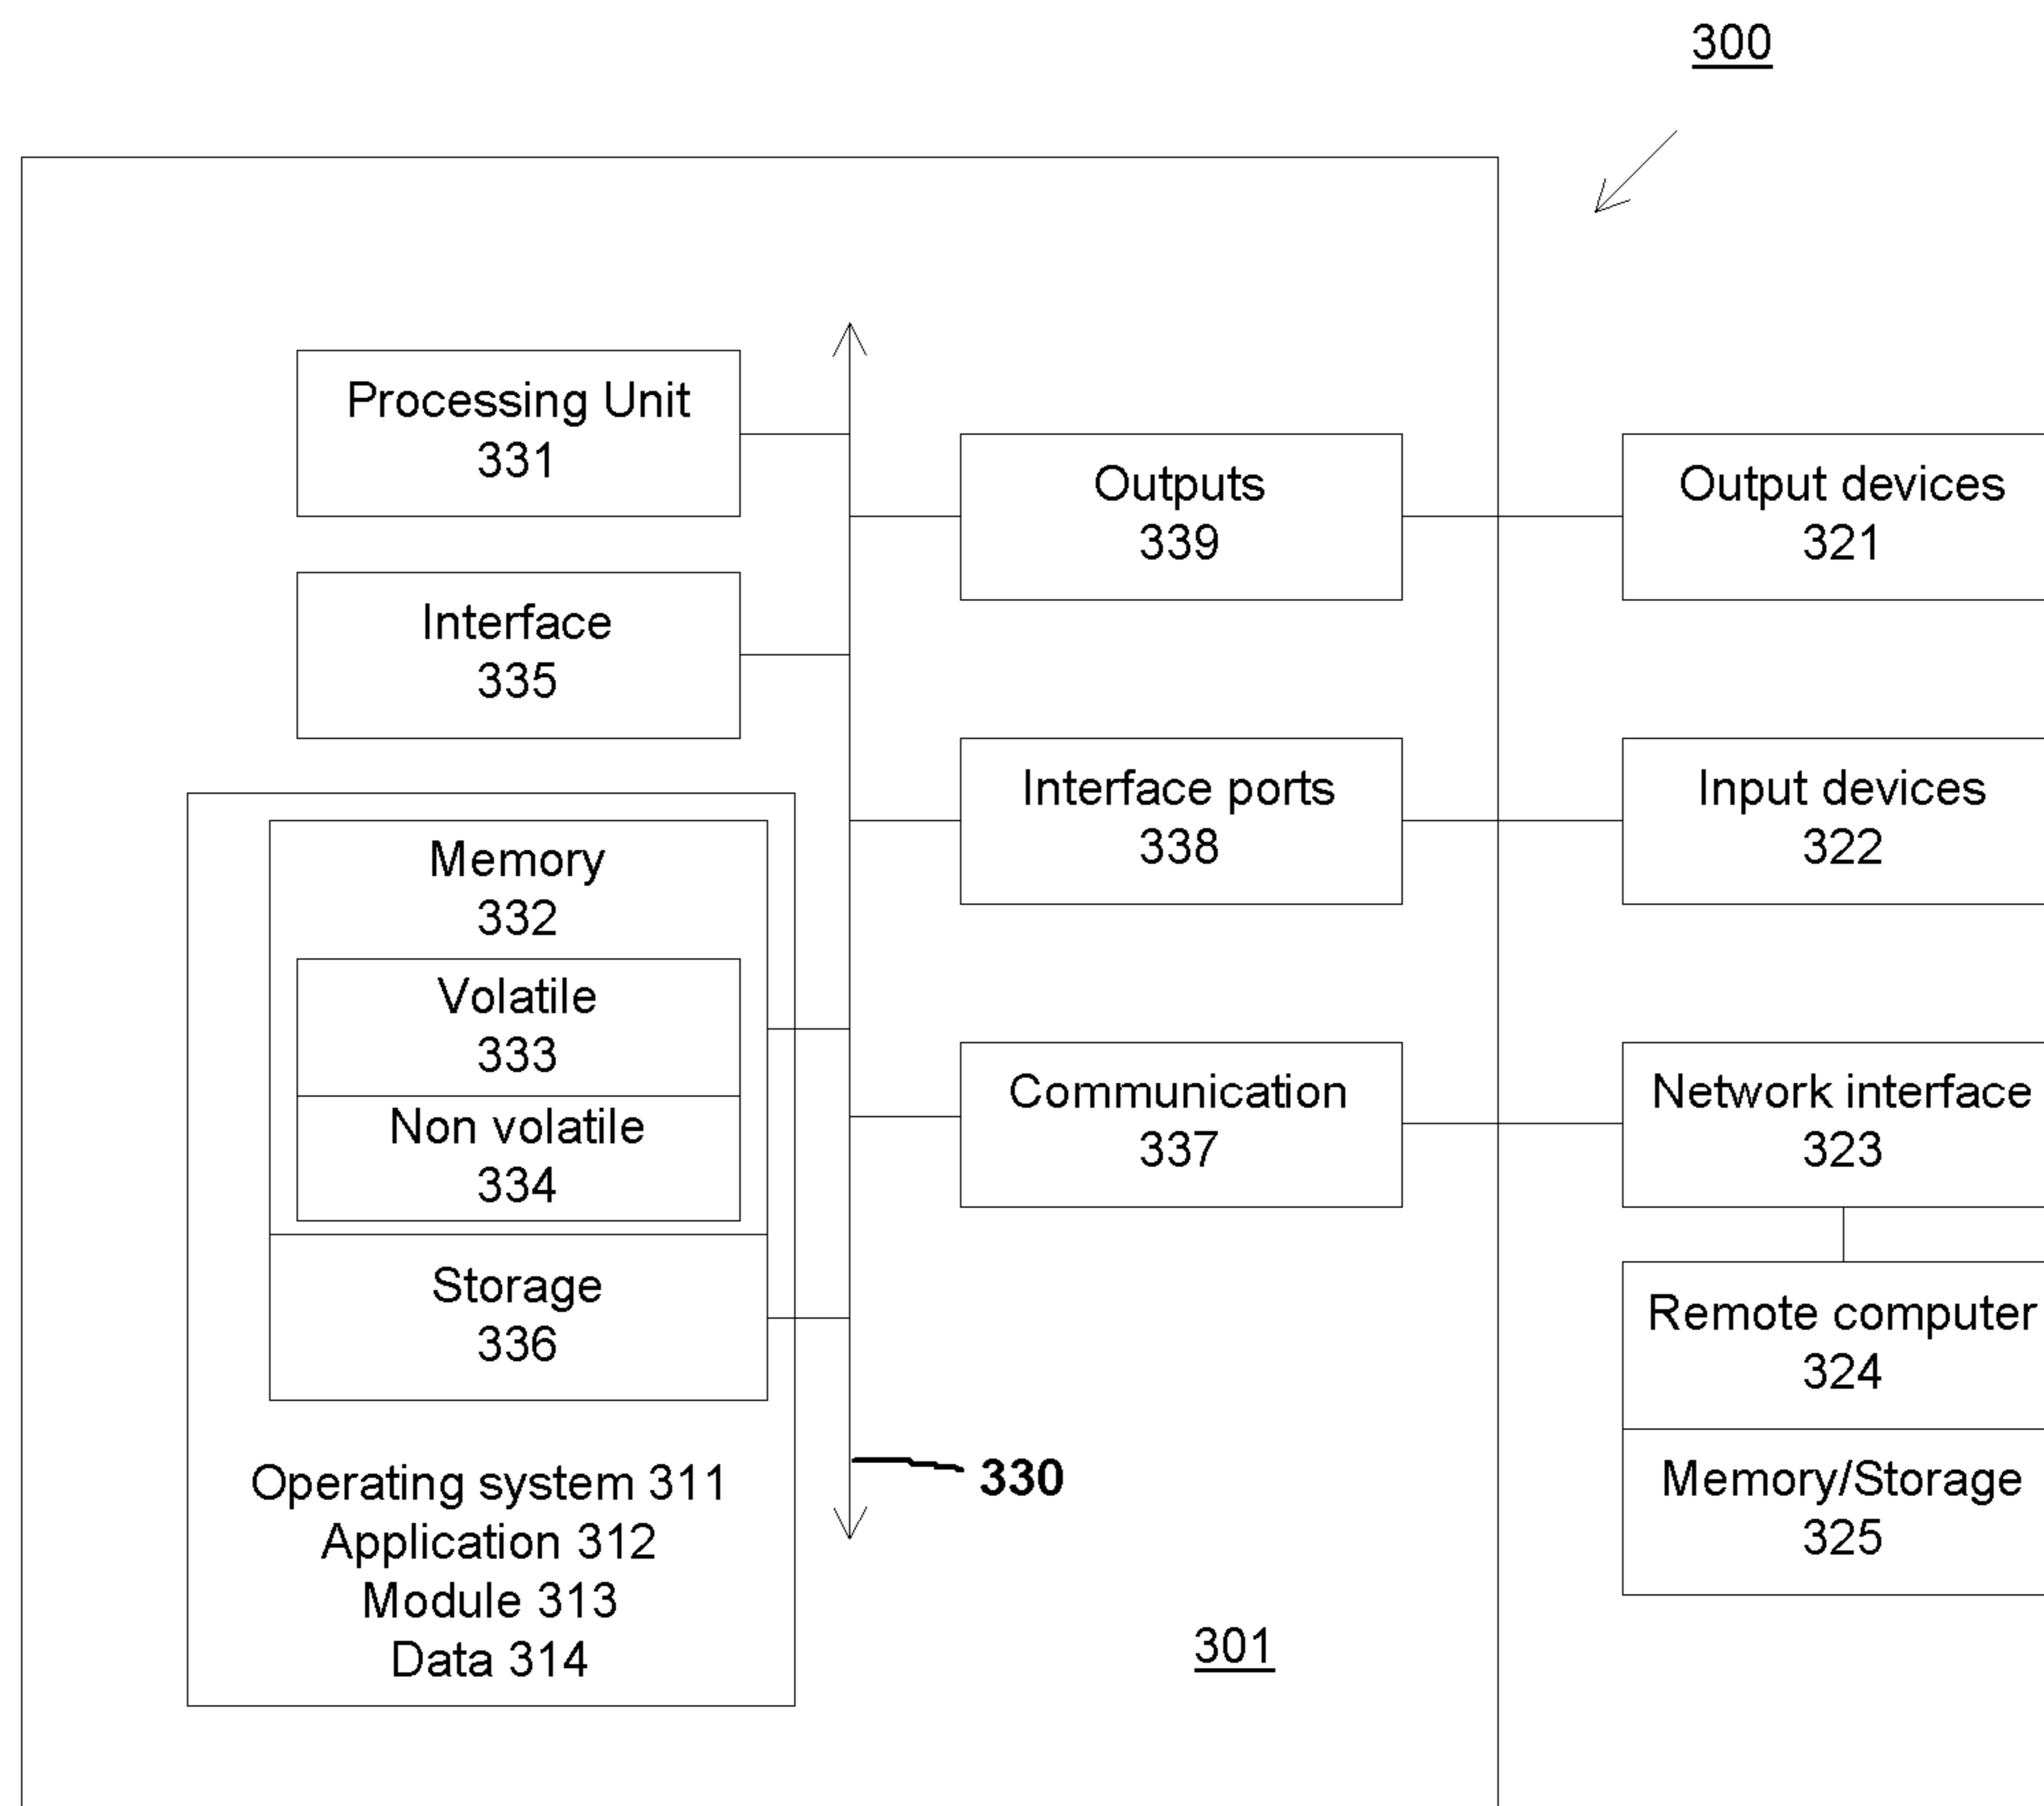 300
Processing Unit
331
Outputs
339
Output devices
321
Interface
335
Interface ports
338
Input devices
322
Memory
332
Volatile
333
Non volatile
334
Communication
337
Network interface
323
Storage
336
Remote computer
324
Memory/Storage
325
330
Operating system 311
Application 312
Module 313
Data 314
301